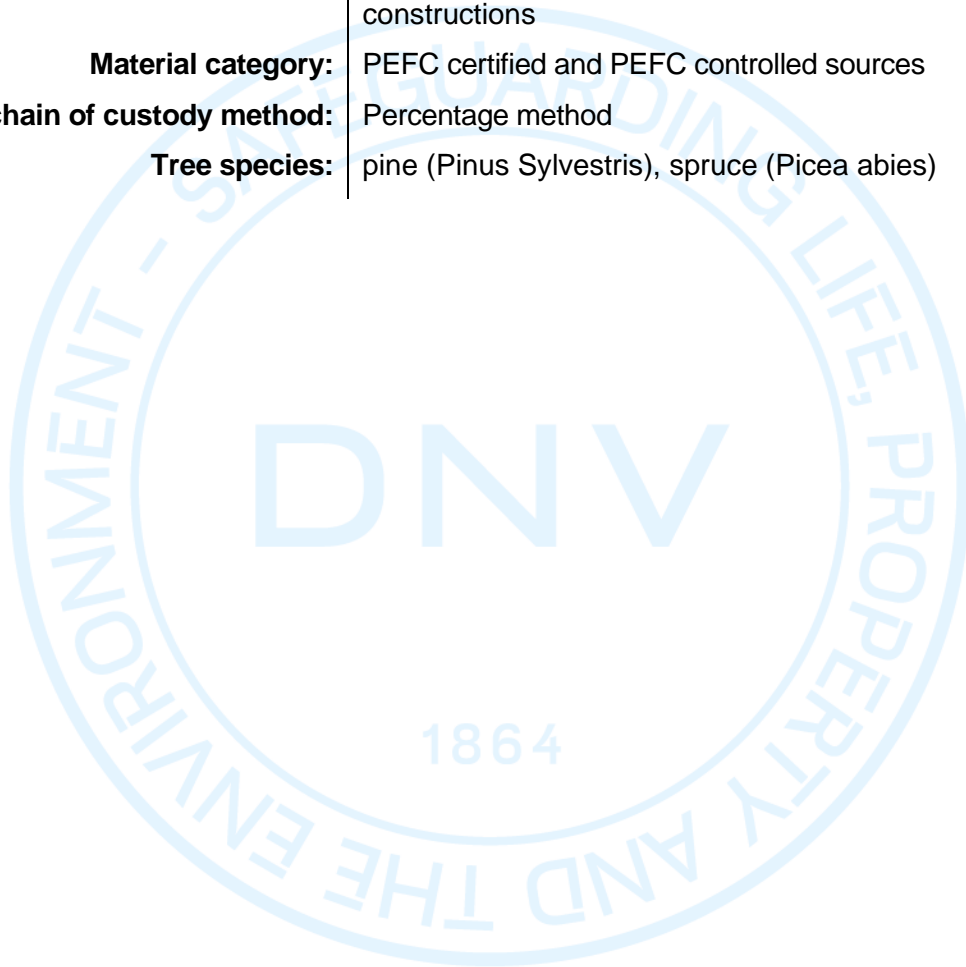 constructions
Material category: PEFC certified and PEFC controlled sources
chain of custody method: Percentage method
Tree species: pine (Pinus Sylvestris), spruce (Picea abies)
SAFEGUARDING LIFE, PROPERTY AND THE ENVIRONMENT -
DNV
1864